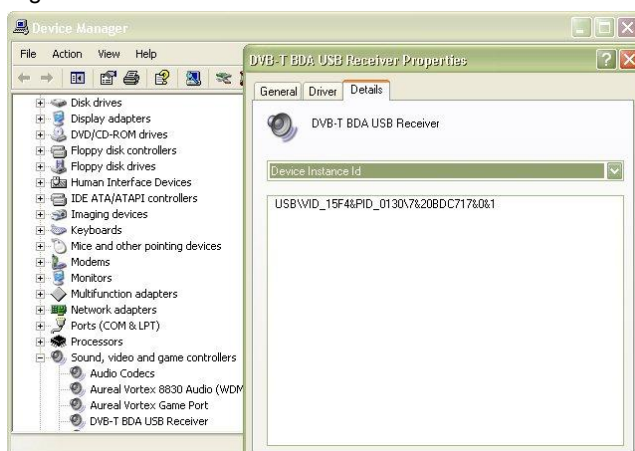 Device Manager
File Action View Help
Disk drives
Display adapters
DVD/CD-ROM drives
Floppy disk controllers
Floppy disk drives
Human Interface Devices
IDE ATA/ATAPI controllers
Imaging devices
Keyboards
Mice and other pointing devices
Modems
Monitors
Multifunction adapters
Network adapters
Ports (COM & LPT)
Processors
Sound, video and game controllers
Audio Codecs
Aureal Vortex 8830 Audio (WDM
Aureal Vortex Game Port
DVB-T BDA USB Receiver
DVB-T BDA USB Receiver Properties
General Driver Details
DVB-T BDA USB Receiver
Device Instance Id
USB\VID_15F4&PID_0130\7&20BDC717&0&1